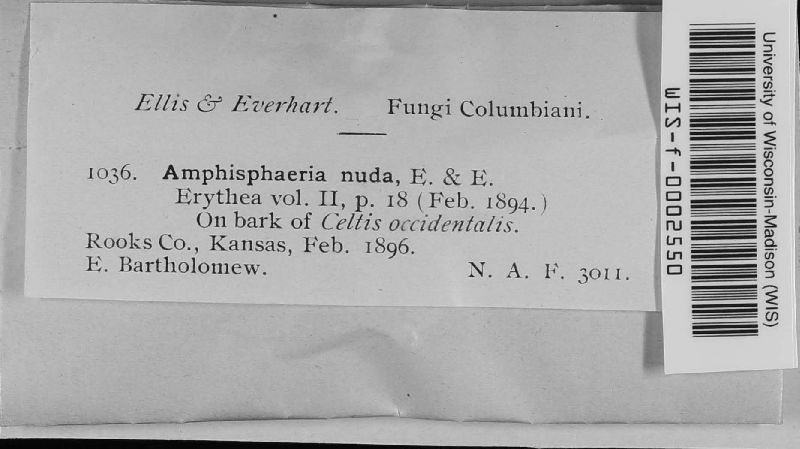 Ellis & Everhart. Fungi Columbiani.
1036. Amphisphaeria nuda, E. & E.
Erythea vol. II, p. 18 (Feb. 1894.)
On bark of Celtis occidentalis.
Rooks Co., Kansas, Feb. 1896.
E. Bartholomew. N. A. F. 3011.
University of Wisconsin-Madison (WIS)
WIS-f-0002550